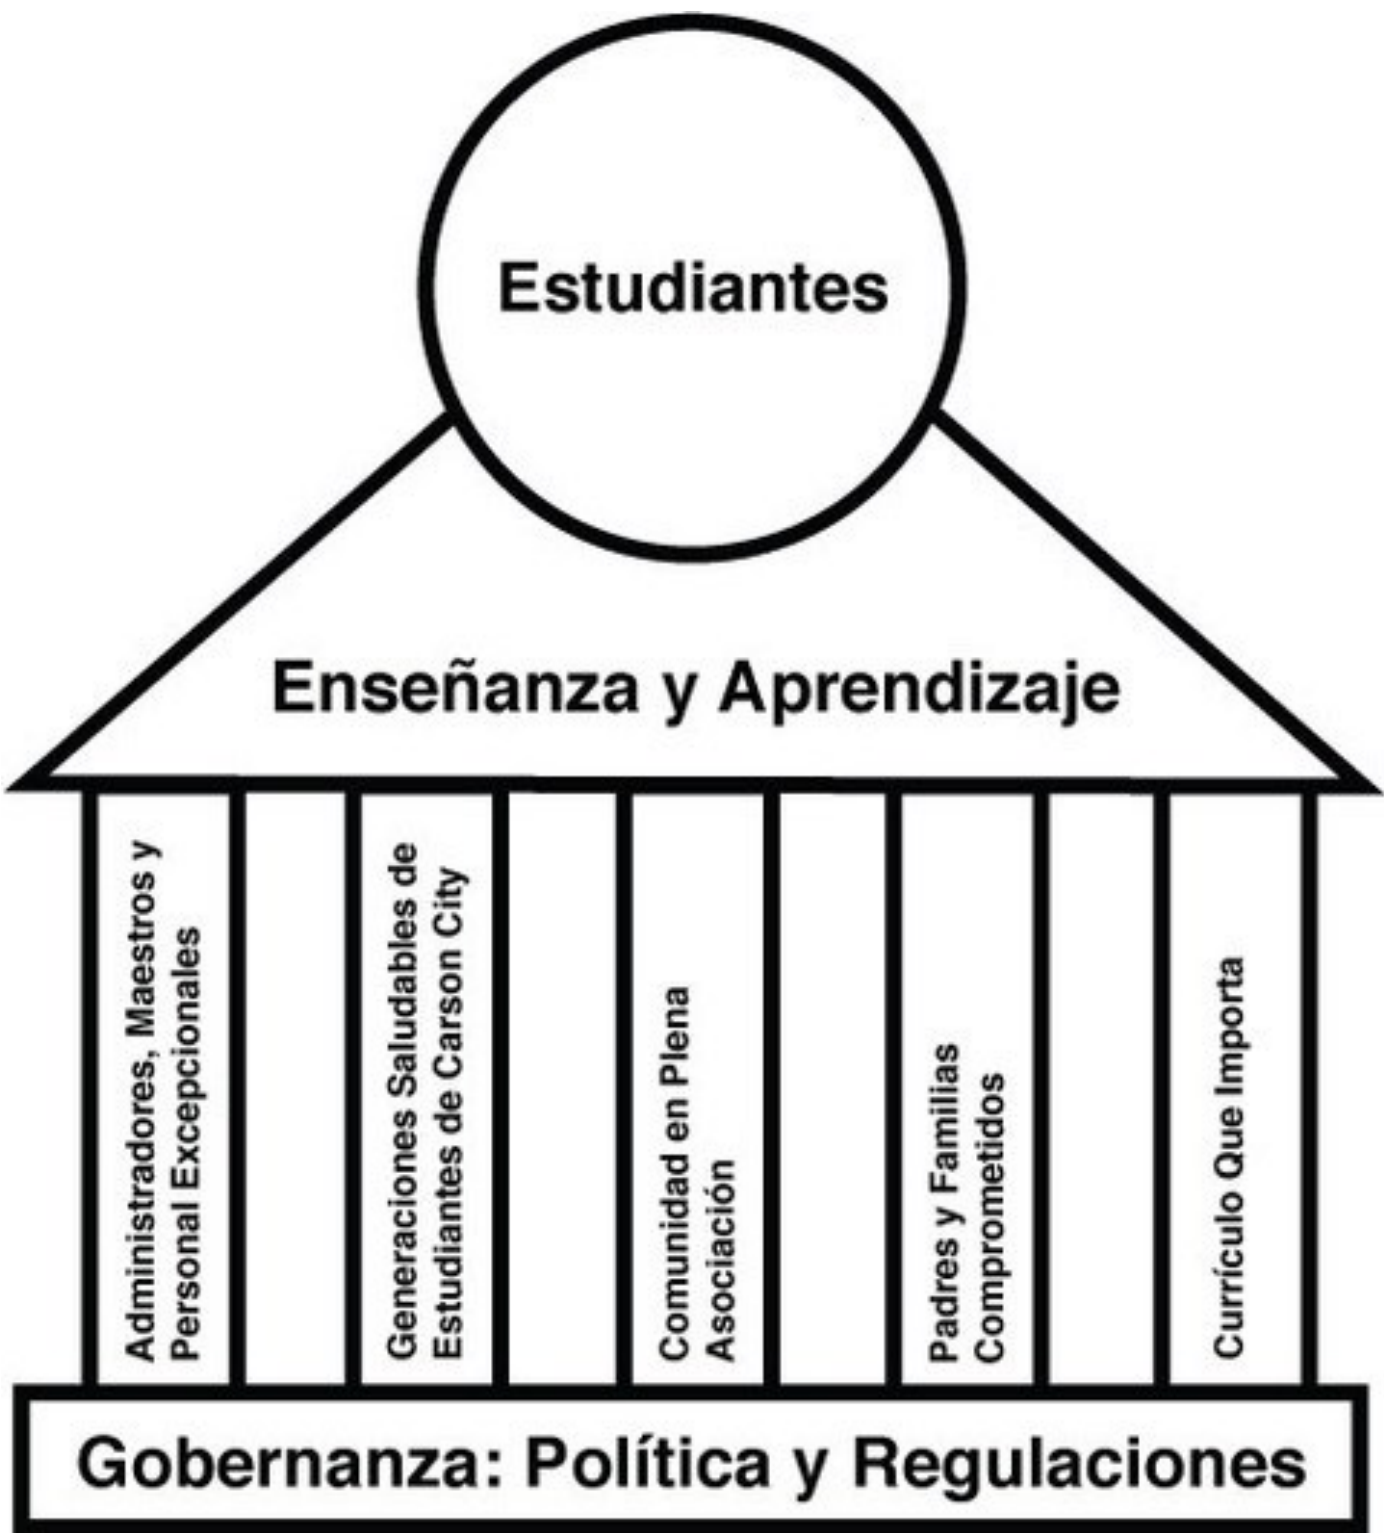 Estudiantes
Enseñanza y Aprendizaje
Administradores, Maestros y
Personal Excepcionales
Generaciones Saludables de
Estudiantes de Carson City
Comunidad en Plena
Asociación
Padres y Familias
Comprometidos
Currículo Que Importa
Gobernanza: Política y Regulaciones